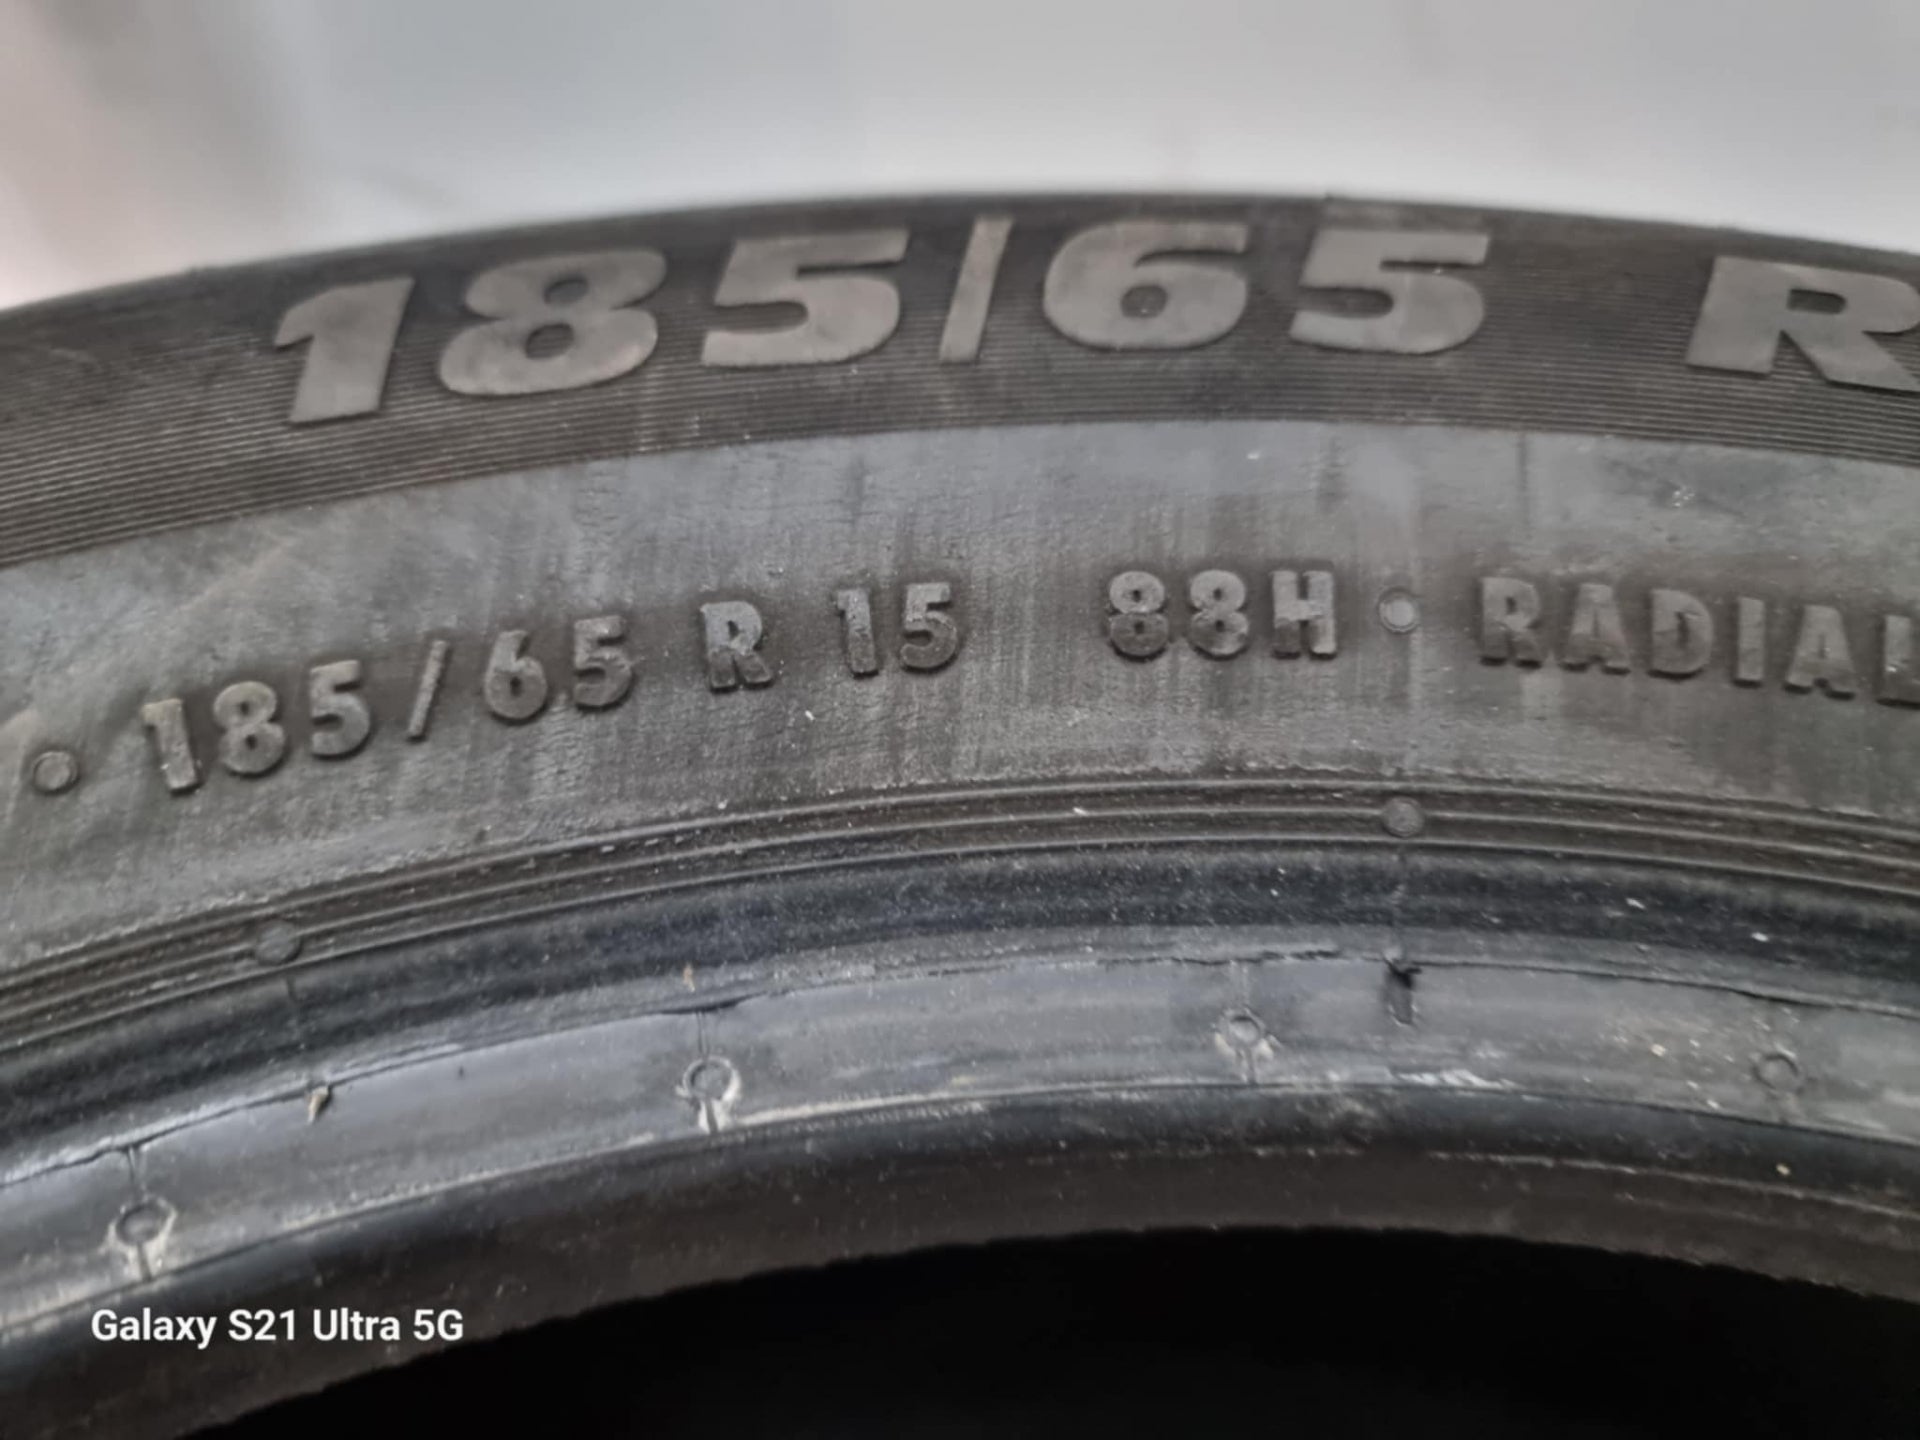 185/65 R
185/65 R 15 88H RADIAL
Galaxy S21 Ultra 5G